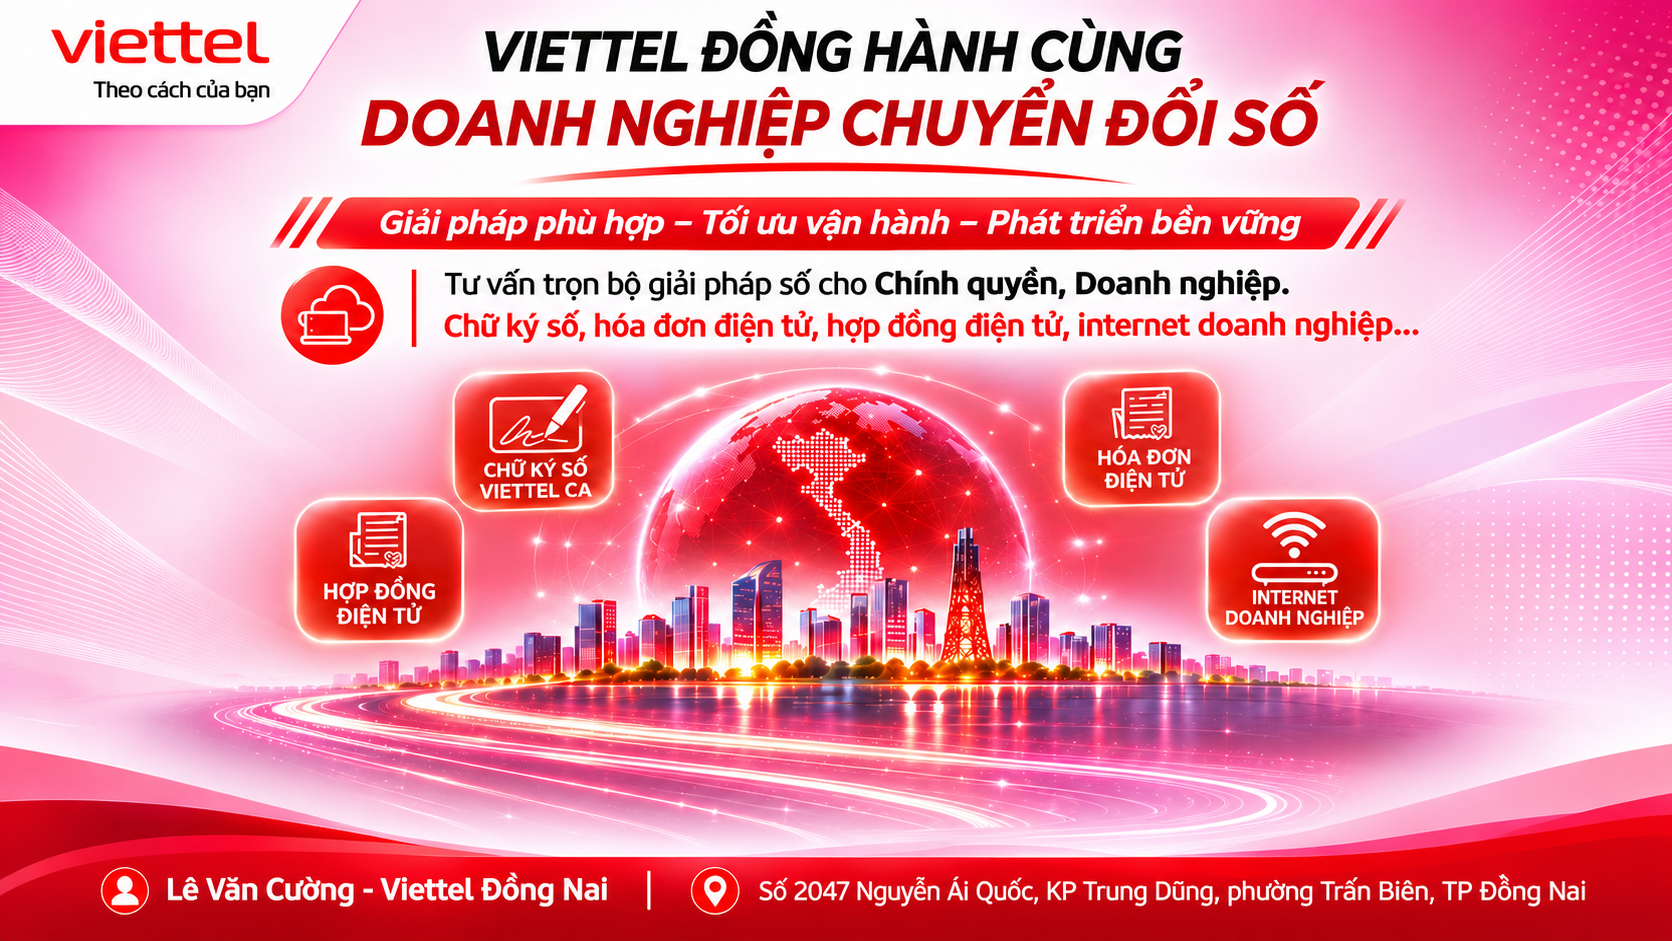 viettel
Theo cách của bạn
VIETTEL ĐỒNG HÀNH CÙNG
DOANH NGHIỆP CHUYỂN ĐỔI SỐ
Giải pháp phù hợp – Tối ưu vận hành – Phát triển bền vững
Tư vấn trọn bộ giải pháp số cho Chính quyền, Doanh nghiệp.
Chữ ký số, hóa đơn điện tử, hợp đồng điện tử, internet doanh nghiệp...
CHỮ KÝ SỐ
VIETTEL CA
HÓA ĐƠN
ĐIỆN TỬ
HỢP ĐỒNG
ĐIỆN TỬ
INTERNET
DOANH NGHIỆP
Lê Văn Cường - Viettel Đồng Nai
Số 2047 Nguyễn Ái Quốc, KP Trung Dũng, phường Trấn Biên, TP Đồng Nai